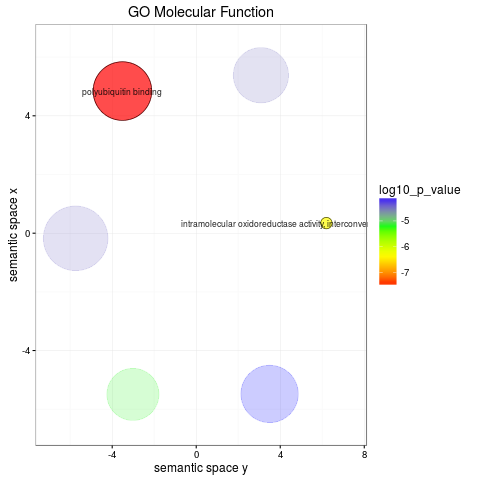 GO Molecular Function
polyubiquitin binding
intramolecular oxidoreductase activity, interconver
semantic space x
4
0
-4
-4
0
4
8
semantic space y
log10_p_value
-5
-6
-7